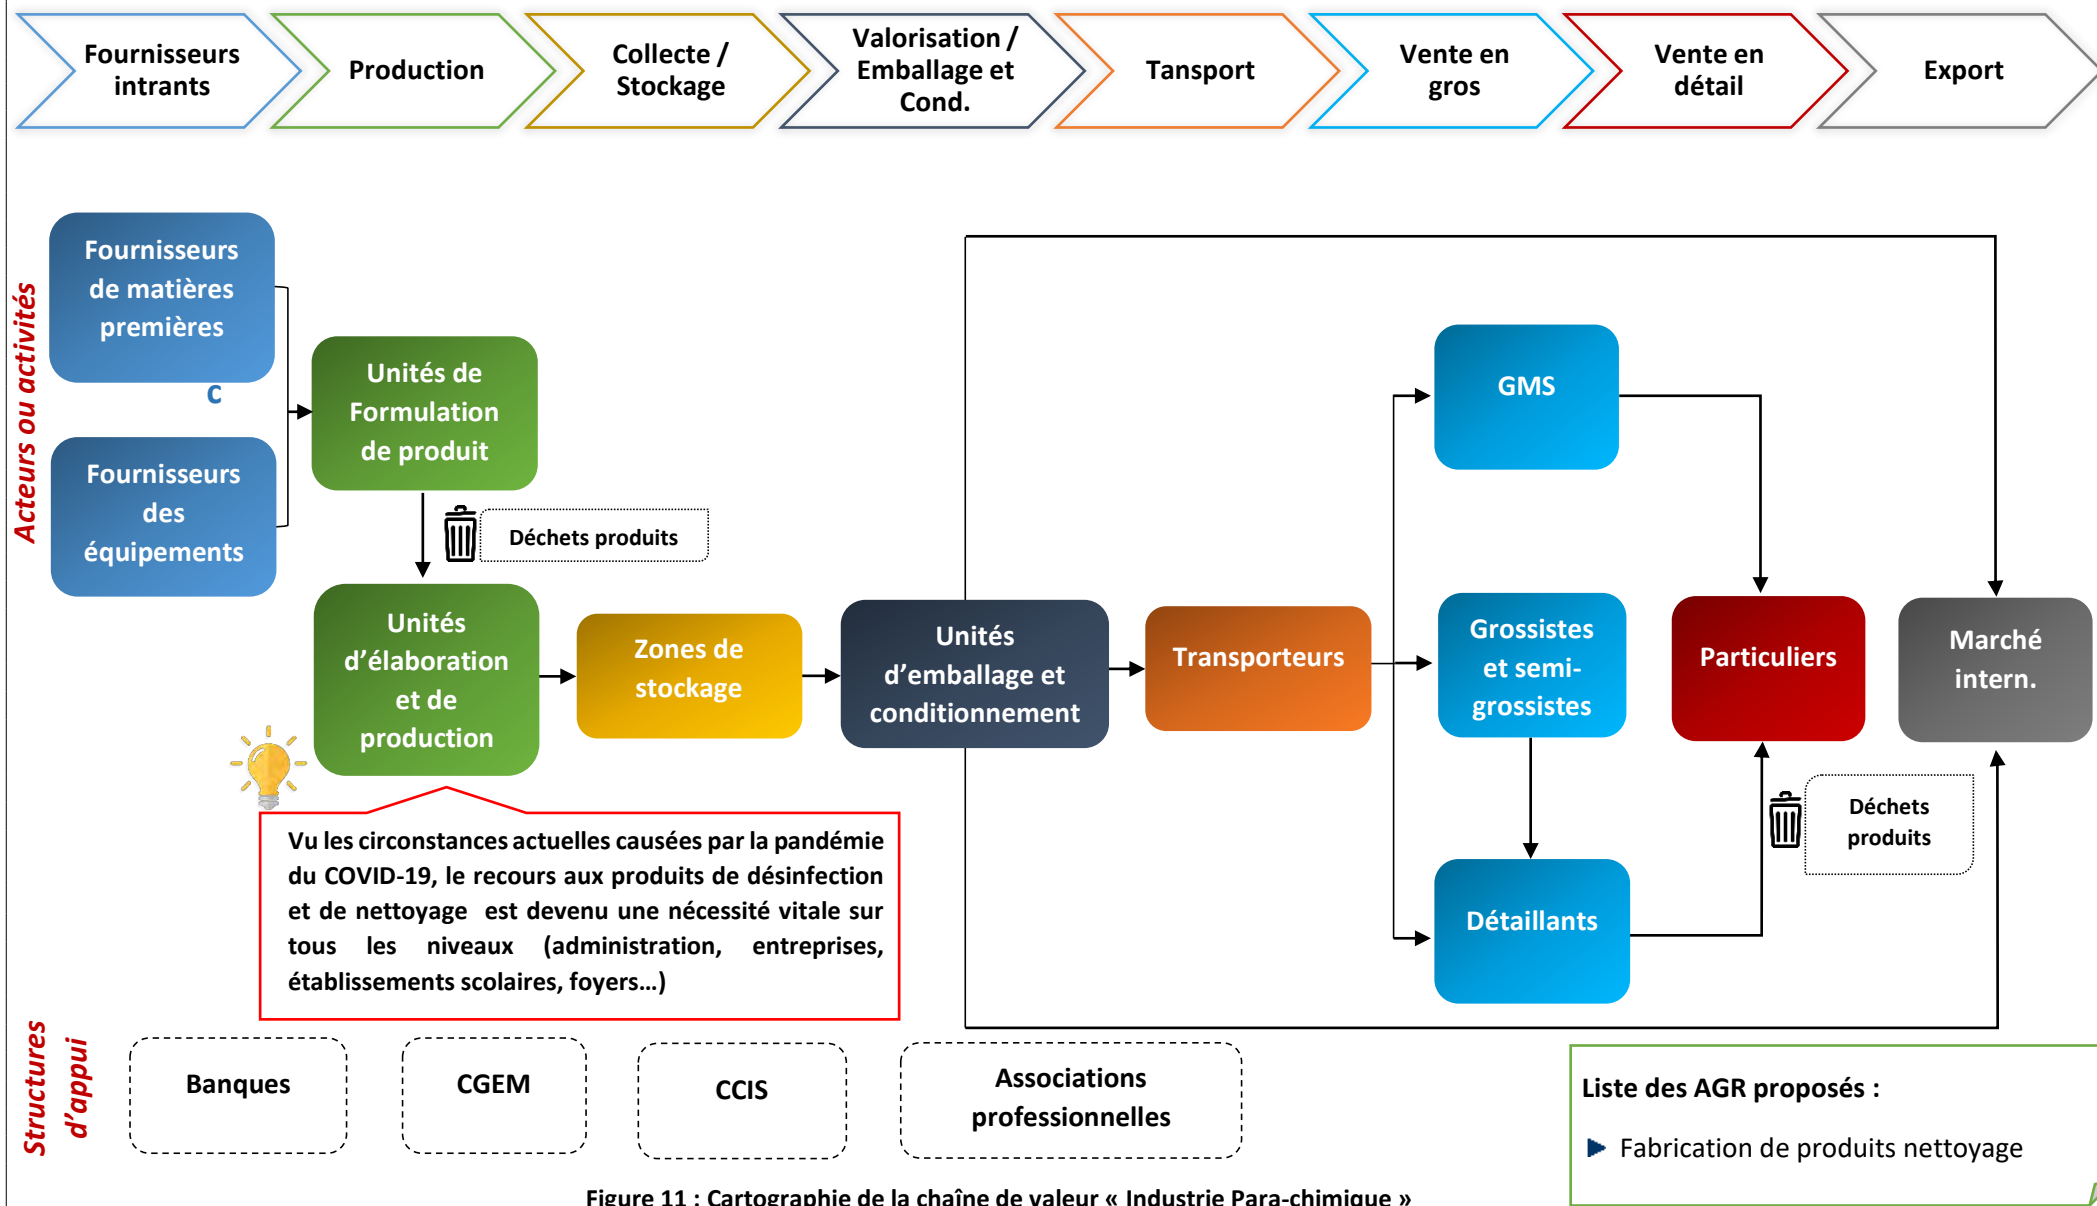 Fournisseurs
intrants
Production
Collecte /
Stockage
Valorisation /
Emballage et
Cond.
Tansport
Vente en
gros
Vente en
détail
Export
Acteurs ou activités
Fournisseurs
de matières
premières
c
Fournisseurs
des
équipements
Unités de
Formulation
de produit
Déchets produits
Unités
d’élaboration
et de
production
Zones de
stockage
Unités
d’emballage et
conditionnement
Transporteurs
GMS
Grossistes
et semi-
grossistes
Détaillants
Particuliers
Marché
intern.
Déchets
produits
Vu les circonstances actuelles causées par la pandémie
du COVID-19, le recours aux produits de désinfection
et de nettoyage est devenu une nécessité vitale sur
tous les niveaux (administration, entreprises,
établissements scolaires, foyers…)
Structures
d’appui
Banques
CGEM
CCIS
Associations
professionnelles
Liste des AGR proposés :
Fabrication de produits nettoyage
Figure 11 : Cartographie de la chaîne de valeur « Industrie Para-chimique »